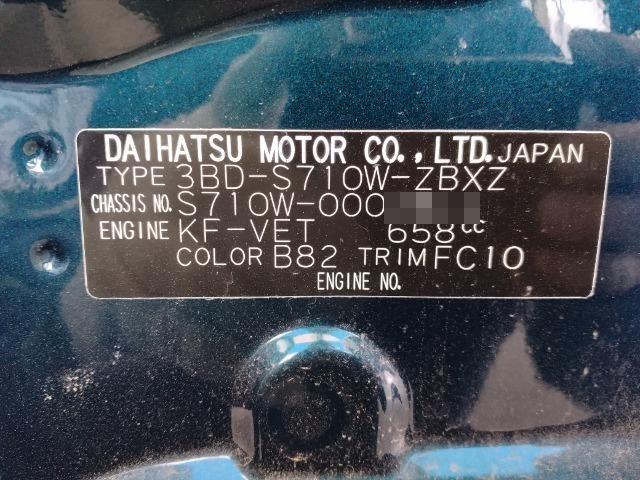 DAIHATSU MOTOR CO., LTD. JAPAN
TYPE 3BD-S710W-ZBXZ
CHASSIS NO. S710W-000
ENGINE KF-VET 658cc
COLOR B82 TRIM FC10
ENGINE NO.